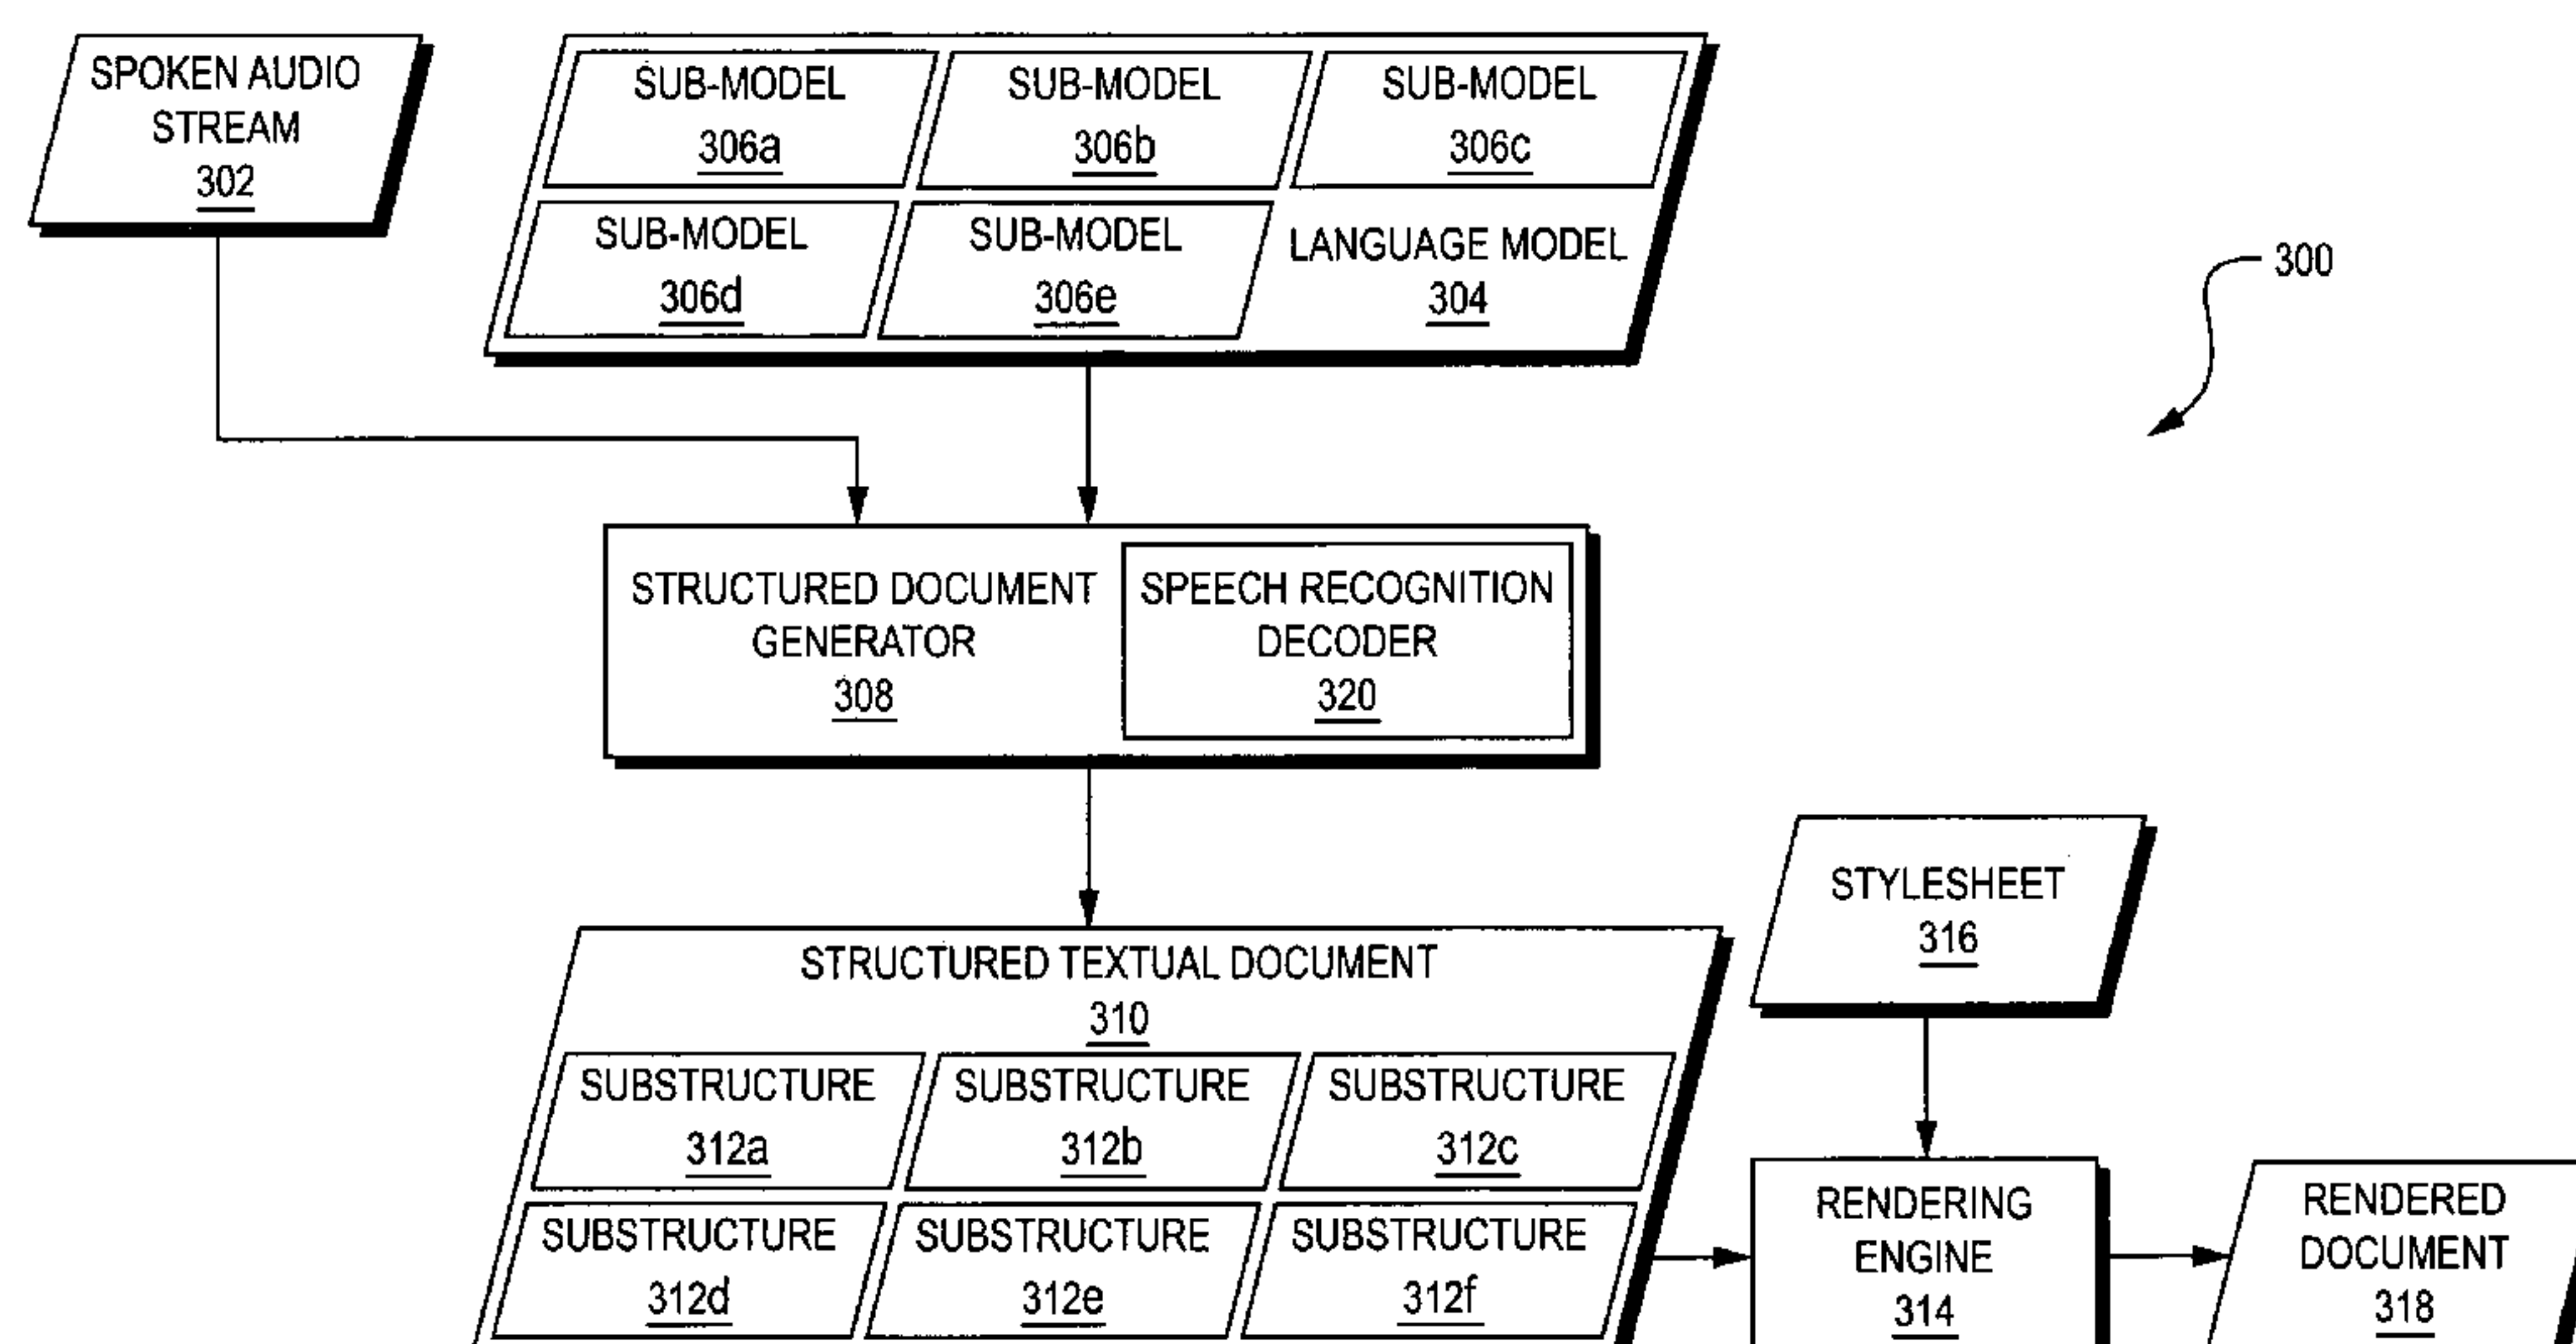 SPOKEN AUDIO
STREAM
302
SUB-MODEL
306a
SUB-MODEL
306b
SUB-MODEL
306c
SUB-MODEL
306d
SUB-MODEL
306e
LANGUAGE MODEL
304
300
STRUCTURED DOCUMENT
GENERATOR
308
SPEECH RECOGNITION
DECODER
320
STRUCTURED TEXTUAL DOCUMENT
310
SUBSTRUCTURE
312a
SUBSTRUCTURE
312b
SUBSTRUCTURE
312c
SUBSTRUCTURE
312d
SUBSTRUCTURE
312e
SUBSTRUCTURE
312f
STYLESHEET
316
RENDERING
ENGINE
314
RENDERED
DOCUMENT
318